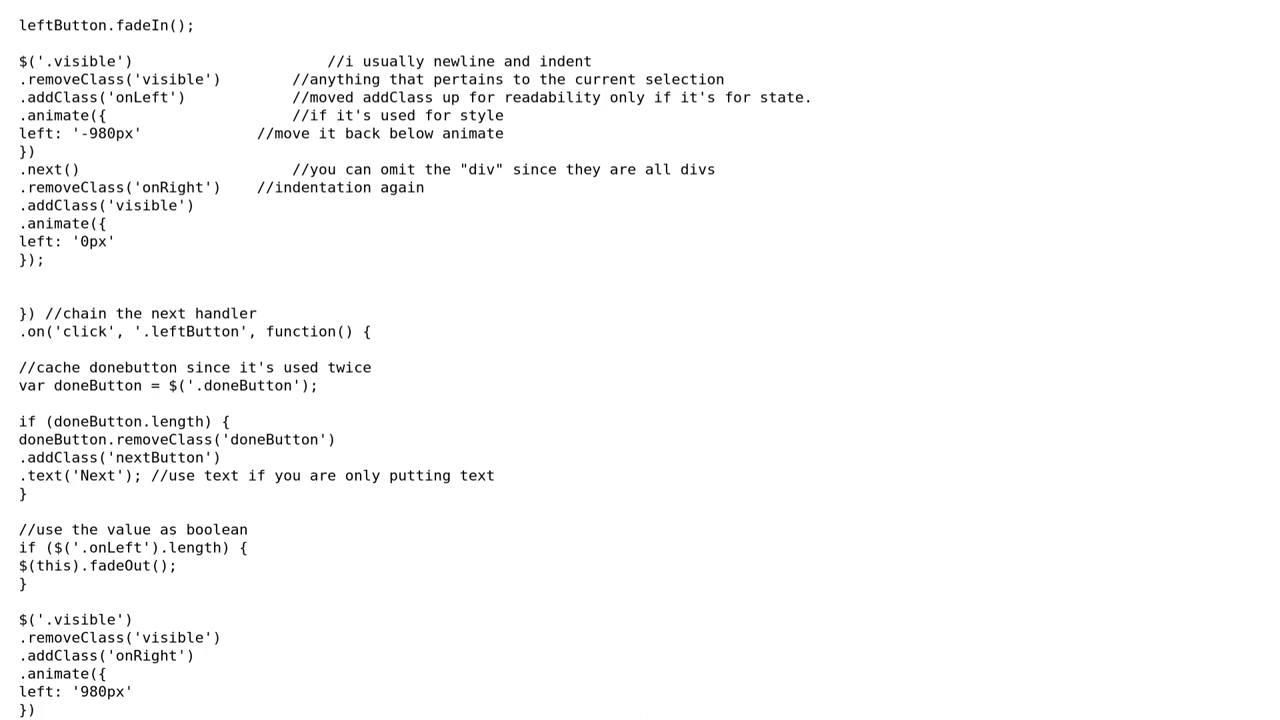 leftButton.fadeIn();
$('.visible') //i usually newline and indent
.removeClass('visible') //anything that pertains to the current selection
.addClass('onLeft') //moved addClass up for readability only if it's for state.
.animate({ //if it's used for style
left: '-980px' //move it back below animate
})
.next() //you can omit the "div" since they are all divs
.removeClass('onRight') //indentation again
.addClass('visible')
.animate({
left: '0px'
});
}) //chain the next handler
.on('click', '.leftButton', function() {
//cache donebutton since it's used twice
var doneButton = $('.doneButton');
if (doneButton.length) {
doneButton.removeClass('doneButton')
.addClass('nextButton')
.text('Next'); //use text if you are only putting text
}
//use the value as boolean
if ($('.onLeft').length) {
$(this).fadeOut();
}
$('.visible')
.removeClass('visible')
.addClass('onRight')
.animate({
left: '980px'
})